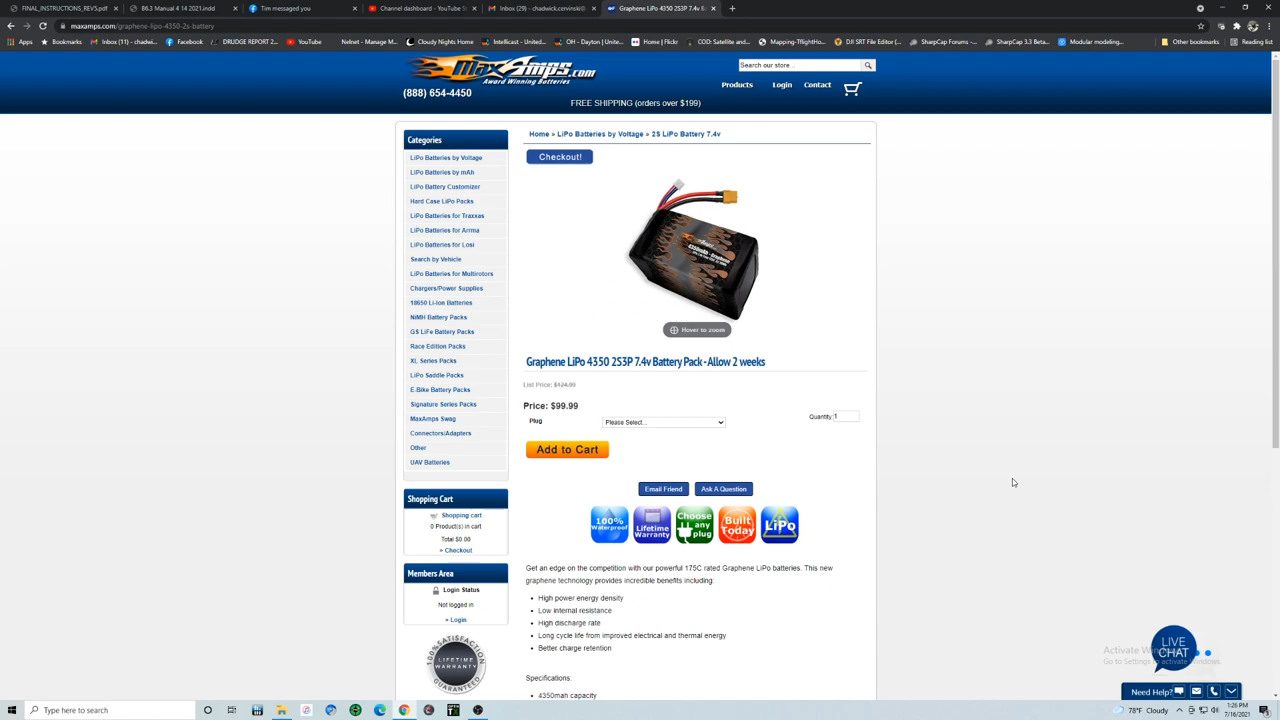 FINAL_INSTRUCTIONS_REV5.pdf
B6.3 Manual 4 14 2021.indd
Tim messaged you
Channel dashboard - YouTube S
Inbox (29) - chadwick.cervinski@
Graphene LiPo 4350 2S3P 7.4v B
maxamps.com/graphene-lipo-4350-2s-battery
Apps
Bookmarks
Inbox (11) - chadwi...
Facebook
DRUDGE REPORT 2...
YouTube
Nefnet - Manage M...
Cloudy Nights - For...
Intellicast - United...
Home | Flickr
Mapping-TflightHa...
DJI SRT File Editor (...
SharpCap Forums -...
SharpCap 3.3 Beta...
Modular modeling...
Other bookmarks
Reading list
MaxAmps.com
Award Winning Batteries
(888) 654-4450
FREE SHIPPING (orders over $199)
Search our store...
Products Login Contact
Categories
LiPo Batteries by Voltage
LiPo Batteries by mAh
LiPo Battery Customizer
Hard Case LiPo Packs
LiPo Batteries for Traxxas
LiPo Batteries for Arrma
LiPo Batteries for Losi
Search by Vehicle
LiPo Batteries for Multirotors
Chargers/Power Supplies
18650 Li-Ion Batteries
NiMH Battery Packs
GS LiFe Battery Packs
Race Edition Packs
XL Series Packs
LiPo Saddle Packs
E-Bike Battery Packs
Signature Series Packs
MaxAmps Swag
Connectors/Adapters
Other
UAV Batteries
Shopping Cart
Shopping cart
0 Product(s) in cart
Total $0.00
» Checkout
Members Area
Login Status
Not logged in
» Login
100% SATISFACTION
LIFETIME
WARRANTY
GUARANTEED
Home » LiPo Batteries by Voltage » 2S LiPo Battery 7.4v
Checkout!
Hover to zoom
Graphene LiPo 4350 2S3P 7.4v Battery Pack - Allow 2 weeks
List Price: $124.99
Price: $99.99
Plug Please Select... Quantity: 1
Add to Cart
Email Friend Ask A Question
100%
Waterproof
Lifetime
Warranty
Choose
any
plug
Built
Today
LiPo
Get an edge on the competition with our powerful 175C rated Graphene LiPo batteries. This new
graphene technology provides incredible benefits including:
• High power energy density
• Low internal resistance
• High discharge rate
• Long cycle life from improved electrical and thermal energy
• Better charge retention
Specifications:
• 4350mah capacity
LIVE
CHAT
Activate Win
Go to Settings to activate Windows.
Need Help?
Type here to search
78°F
1:26 PM
7/16/2021